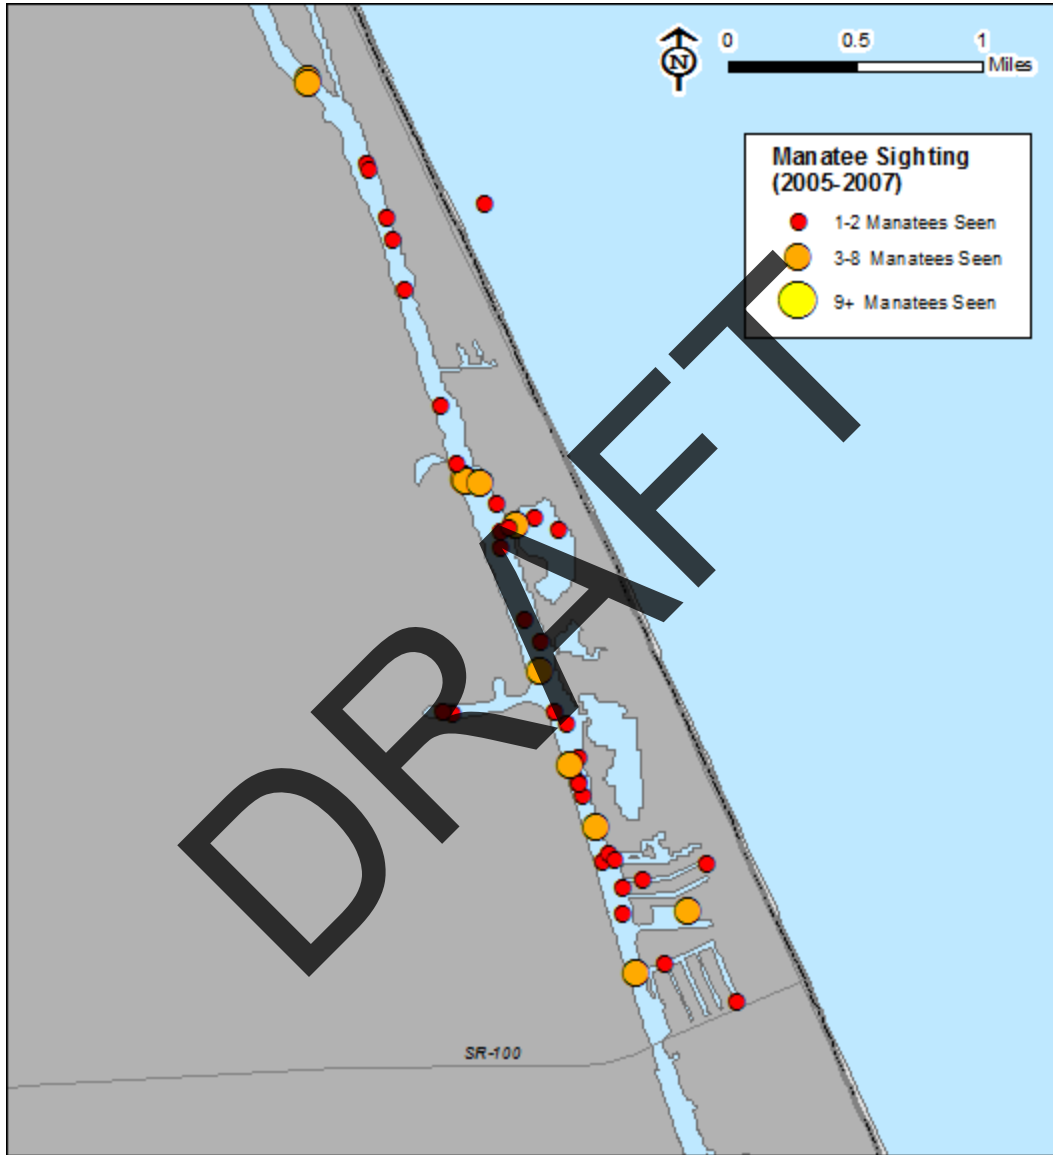 N
0 0.5 1
Miles
Manatee Sighting
(2005-2007)
1-2 Manatees Seen
3-8 Manatees Seen
9+ Manatees Seen
DRAFT
SR-100